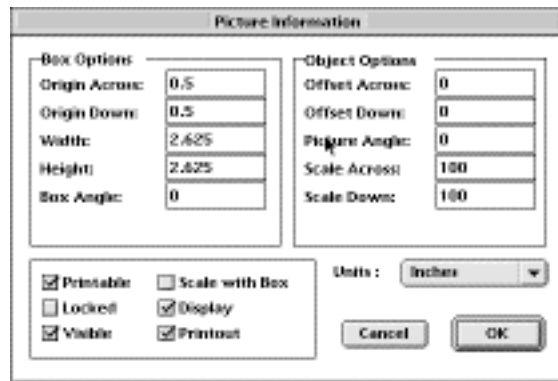 Picture Information
Box Options
Origin Across: 0.5
Origin Down: 0.5
Width: 2.625
Height: 2.625
Box Angle: 0
Object Options
Offset Across: 0
Offset Down: 0
Picture Angle: 0
Scale Across: 100
Scale Down: 100
Printable
Scale with Box
Locked
Display
Visible
Printout
Units : Inches
Cancel
OK